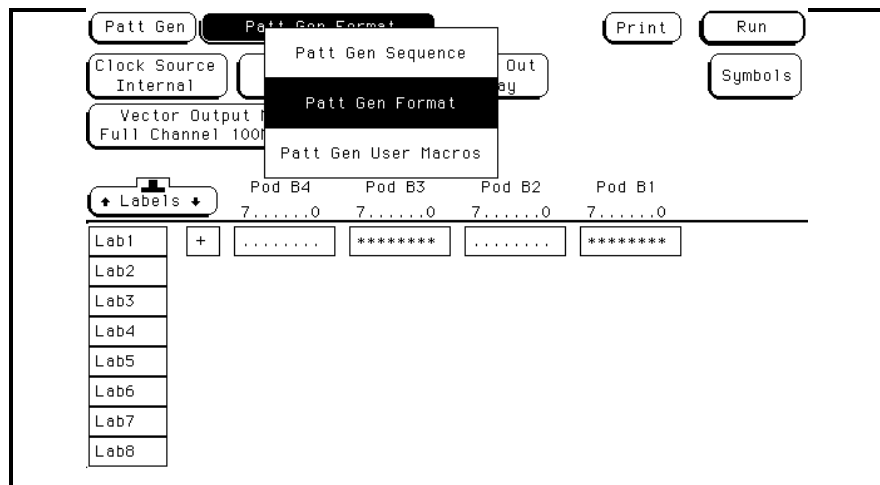 Patt Gen Patt Gen Format Print Run
Patt Gen Sequence
Clock Source Internal Out Symbols
Patt Gen Format
Vector Output
Full Channel
Patt Gen User Macros
Labels
Pod B4 Pod B3 Pod B2 Pod B1
7......0 7......0 7......0 7......0
Lab1 + ........ ******** ........ ********
Lab2
Lab3
Lab4
Lab5
Lab6
Lab7
Lab8